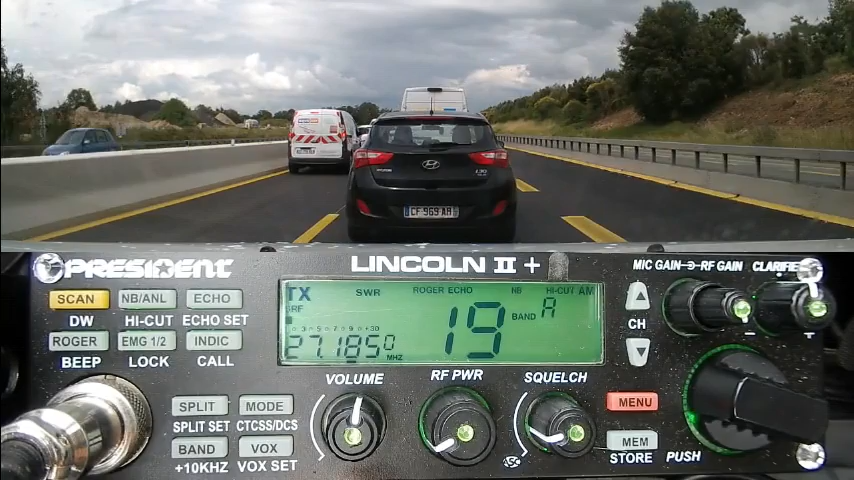 HYUNDAI
i30
CF 969 AR
PRESIDENT
LINCOLN II +
MIC GAIN RF GAIN CLARIFIER
SCAN NB/ANL ECHO
DW HI-CUT ECHO SET
ROGER EMG 1/2 INDIC
BEEP LOCK CALL
TX SWR ROGER ECHO NB HI-CUT AM
RF
27.1850 MHZ
19
BAND A
CH
VOLUME RF PWR SQUELCH
MENU
SPLIT MODE
SPLIT SET CTCSS/DCS
BAND VOX
+10KHZ VOX SET
ASC
MEM
STORE PUSH